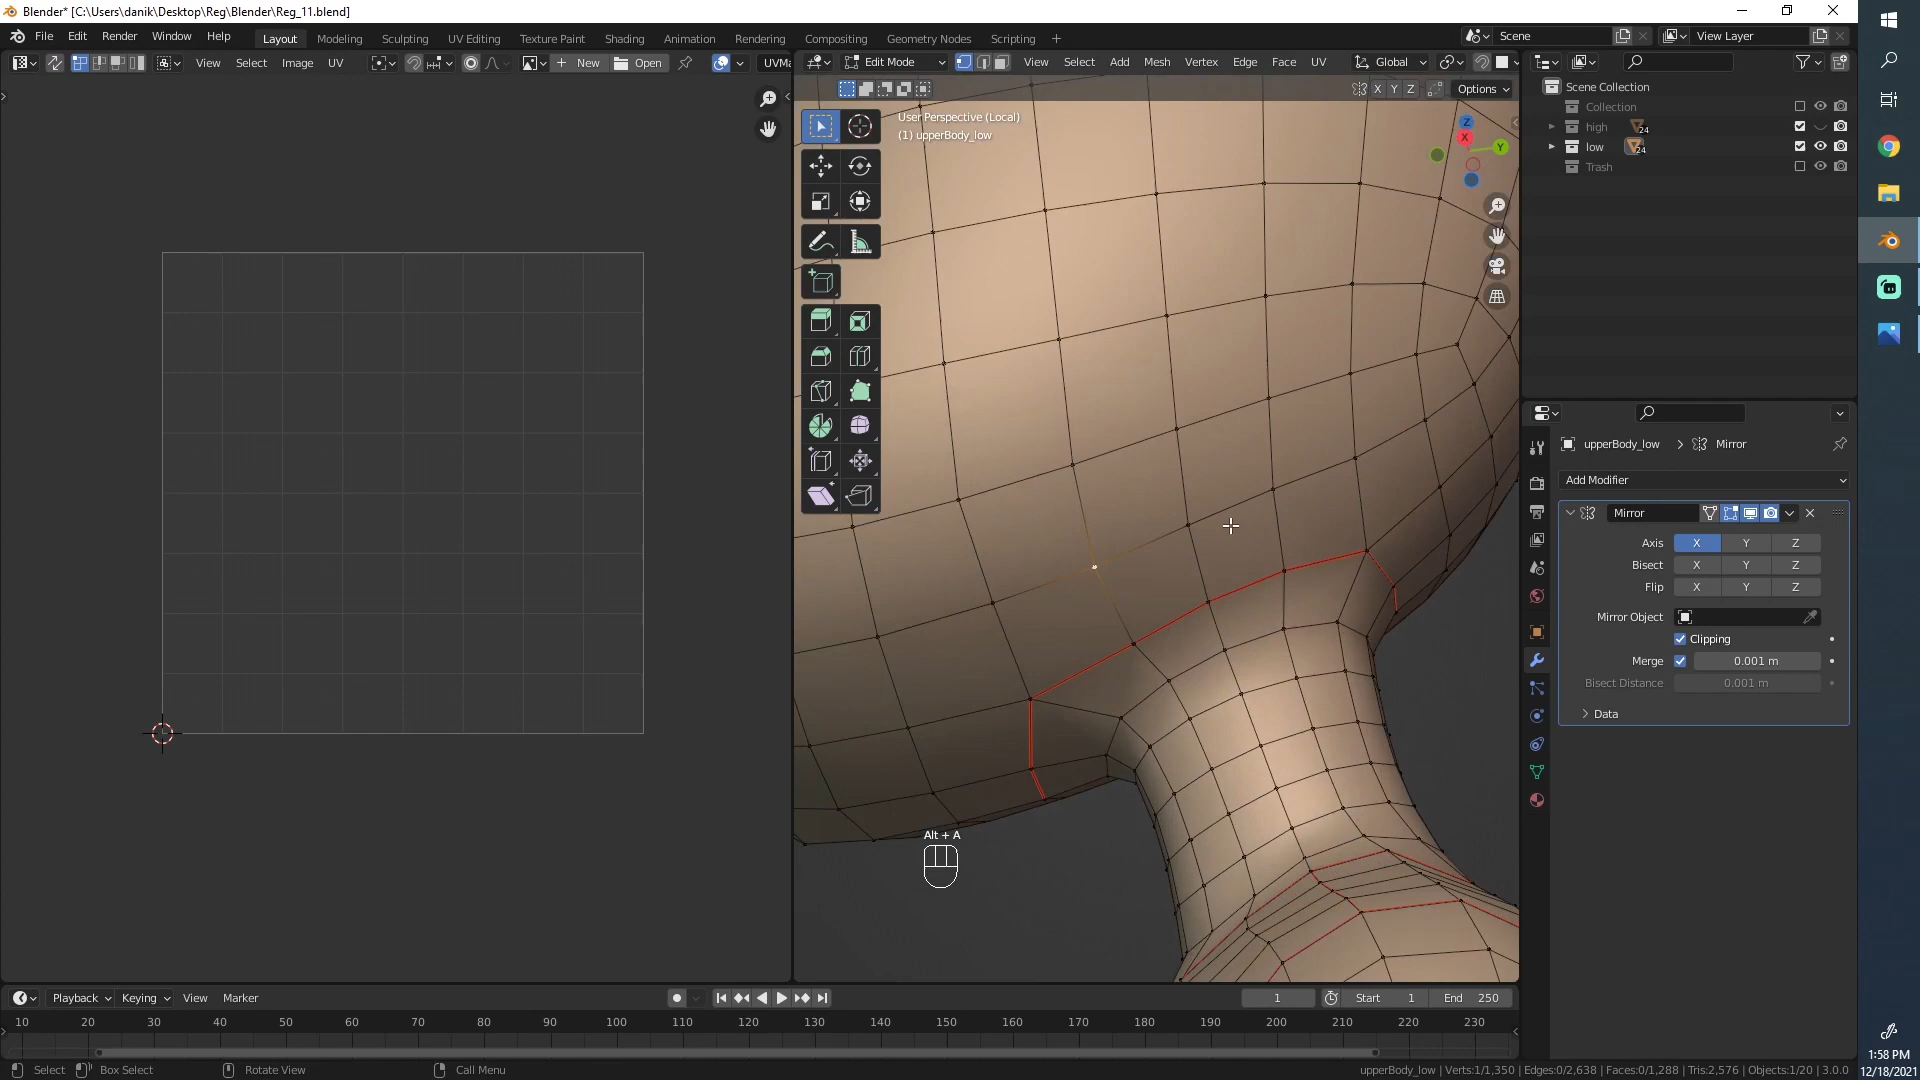 Blender* [C:\Users\danik\Desktop\Reg\Blender\Reg_11.blend]
File Edit Render Window Help
Layout Modeling Sculpting UV Editing Texture Paint Shading Animation Rendering Compositing Geometry Nodes Scripting +
Scene
View Layer
View Select Image UV
New
Open
UVMa
Edit Mode
View Select Add Mesh Vertex Edge Face UV
Global
X Y Z
Options
User Perspective (Local)
(1) upperBody_low
X
Y
Z
Scene Collection
Collection
high 24
low 24
Trash
upperBody_low > Mirror
Add Modifier
Mirror
Axis X Y Z
Bisect X Y Z
Flip X Y Z
Mirror Object
Clipping
Merge 0.001 m
Bisect Distance 0.001 m
Data
Alt + A
Playback Keying View Marker
1
Start 1
End 250
10 20 30 40 50 60 70 80 90 100 110 120 130 140 150 160 170 180 190 200 210 220 230
Select Box Select Rotate View Call Menu
upperBody_low | Verts:1/1,350 | Edges:0/2,638 | Faces:0/1,288 | Tris:2,576 | Objects:1/20 | 3.0.0
1:58 PM
12/18/2021